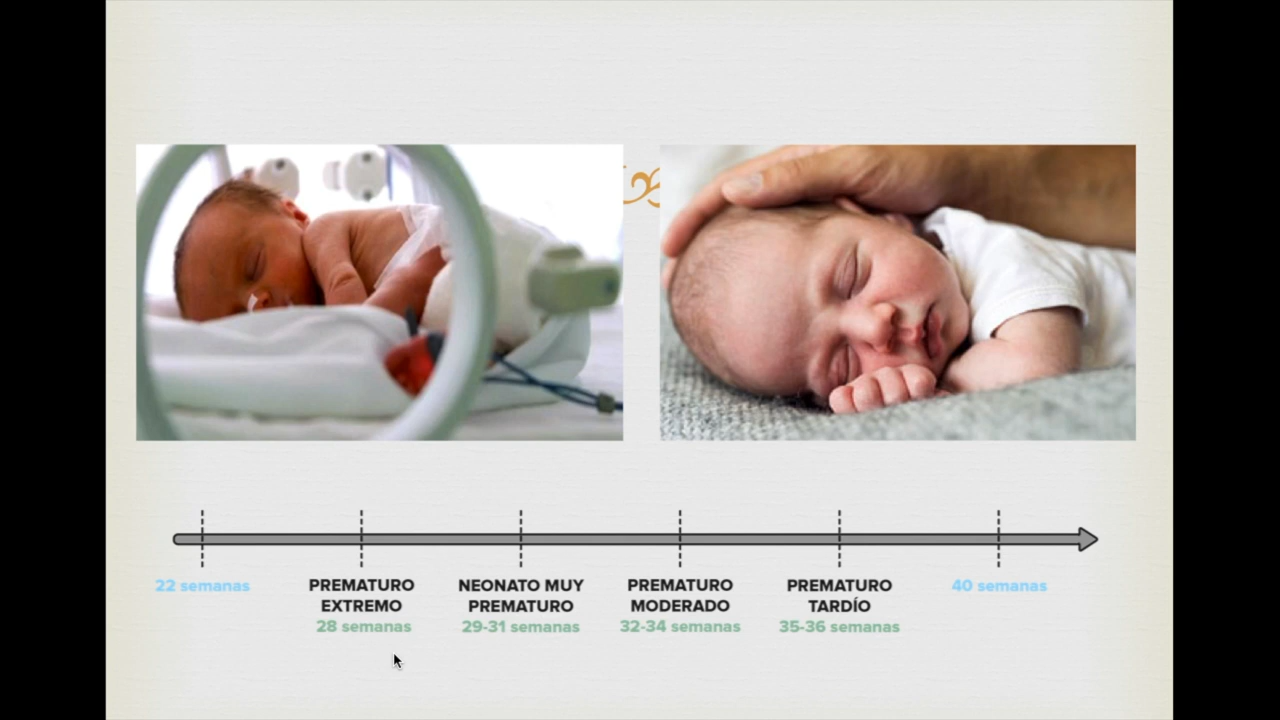 22 semanas
PREMATURO
EXTREMO
28 semanas
NEONATO MUY
PREMATURO
29-31 semanas
PREMATURO
MODERADO
32-34 semanas
PREMATURO
TARDÍO
35-36 semanas
40 semanas